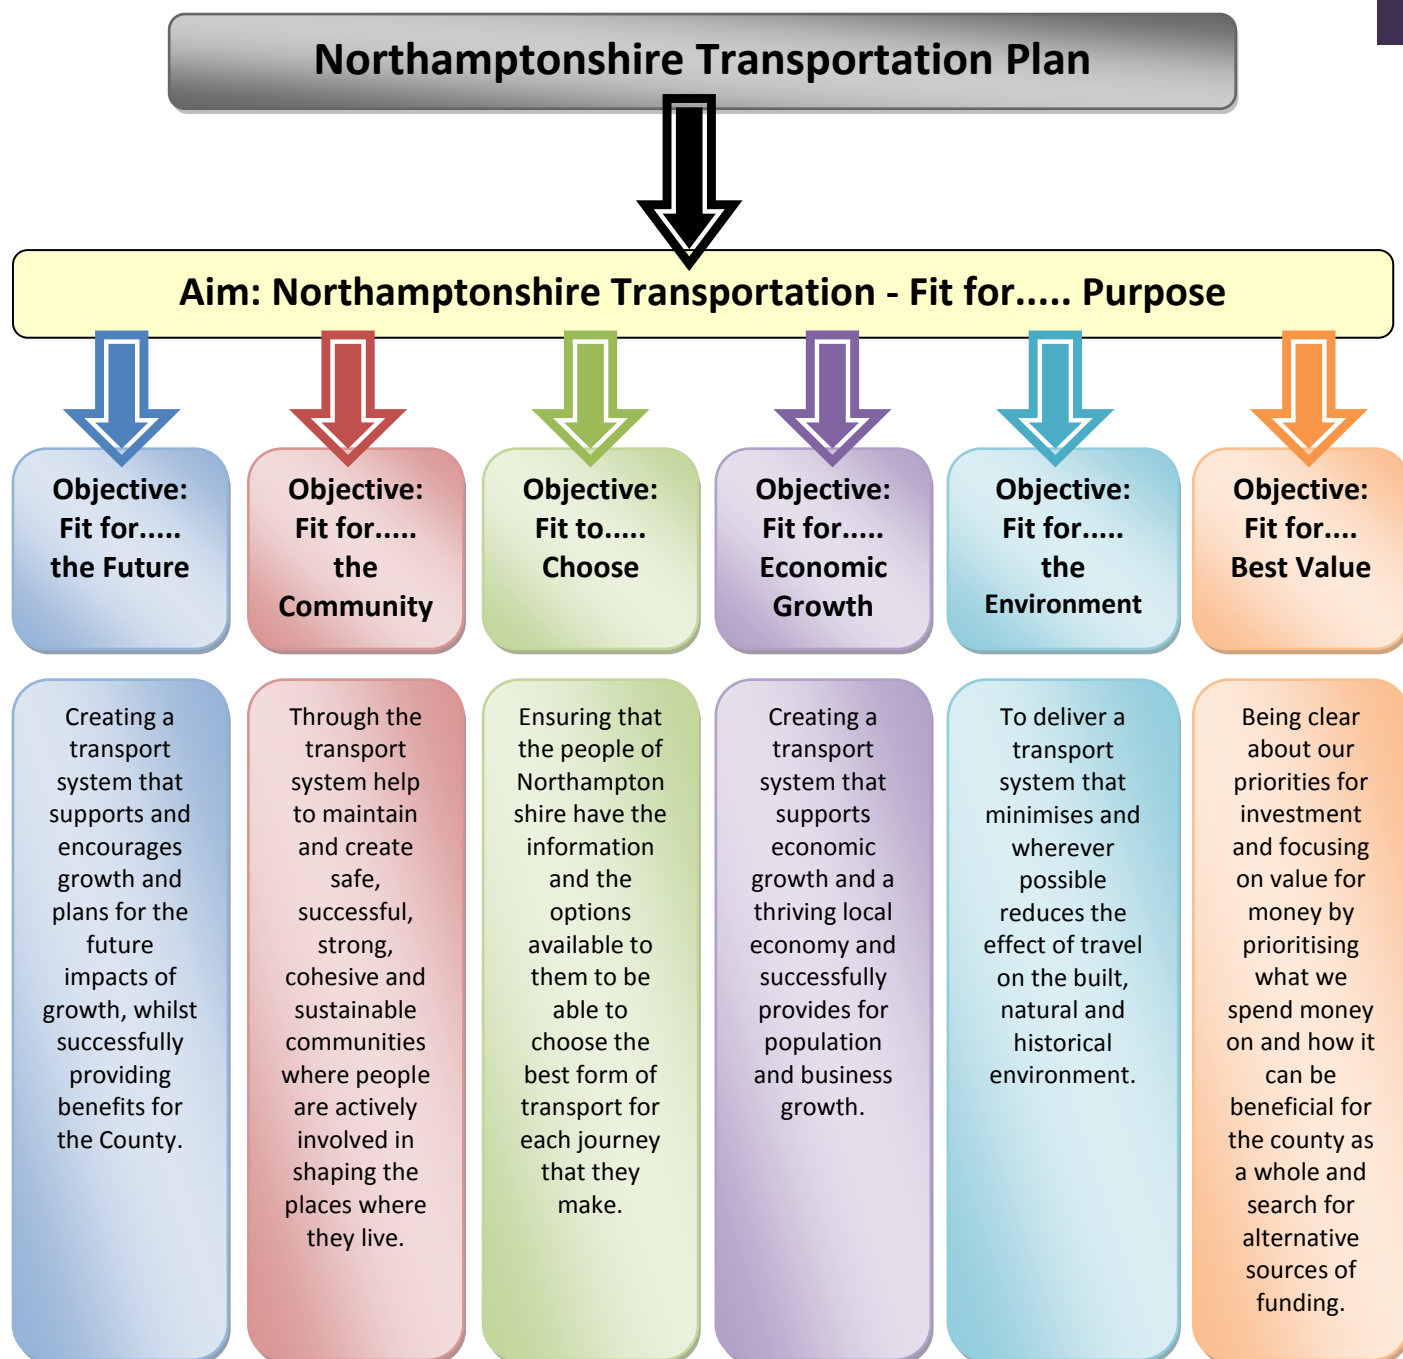 Northamptonshire Transportation Plan
Aim: Northamptonshire Transportation - Fit for..... Purpose
Objective:
Fit for.....
the Future
Objective:
Fit for.....
the
Community
Objective:
Fit to.....
Choose
Objective:
Fit for.....
Economic
Growth
Objective:
Fit for.....
the
Environment
Objective:
Fit for....
Best Value
Creating a
transport
system that
supports and
encourages
growth and
plans for the
future
impacts of
growth, whilst
successfully
providing
benefits for
the County.
Through the
transport
system help
to maintain
and create
safe,
successful,
strong,
cohesive and
sustainable
communities
where people
are actively
involved in
shaping the
places where
they live.
Ensuring that
the people of
Northampton
shire have the
information
and the
options
available to
them to be
able to
choose the
best form of
transport for
each journey
that they
make.
Creating a
transport
system that
supports
economic
growth and a
thriving local
economy and
successfully
provides for
population
and business
growth.
To deliver a
transport
system that
minimises and
wherever
possible
reduces the
effect of travel
on the built,
natural and
historical
environment.
Being clear
about our
priorities for
investment
and focusing
on value for
money by
prioritising
what we
spend money
on and how it
can be
beneficial for
the county as
a whole and
search for
alternative
sources of
funding.